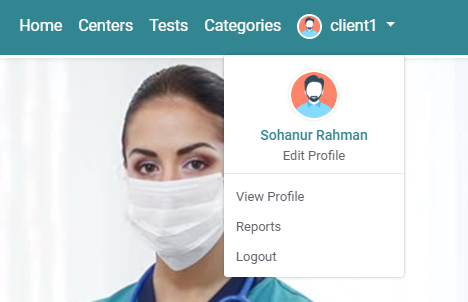 Home Centers Tests Categories client1
Sohanur Rahman
Edit Profile
View Profile
Reports
Logout